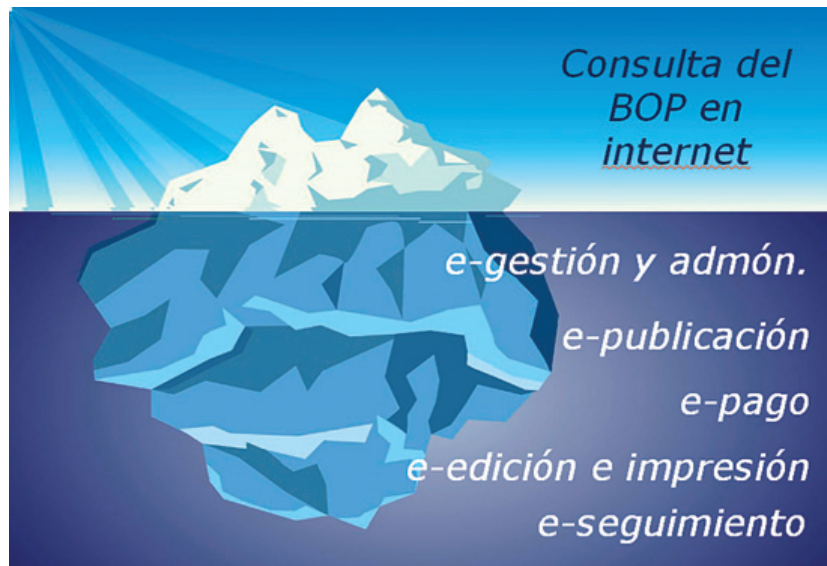 Consulta del
BOP en
internet
e-gestión y admón.
e-publicación
e-pago
e-edición e impresión
e-seguimiento